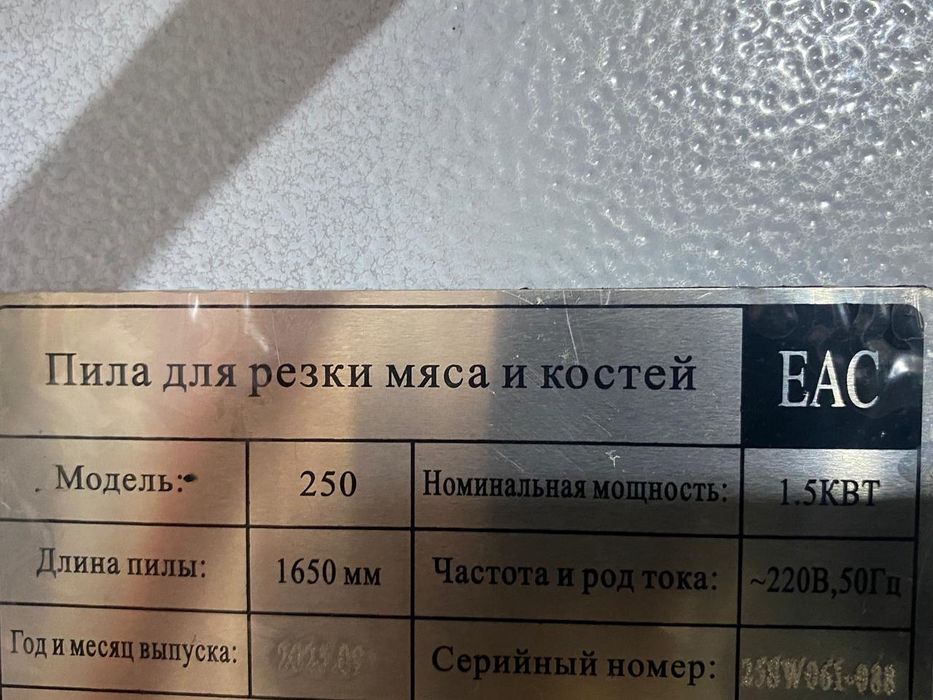 Пила для резки мяса и костей EAC
Модель: 250 Номинальная мощность: 1.5КВТ
Длина пилы: 1650 мм Частота и род тока: ~220В,50Гц
Год и месяц выпуска: Серийный номер: